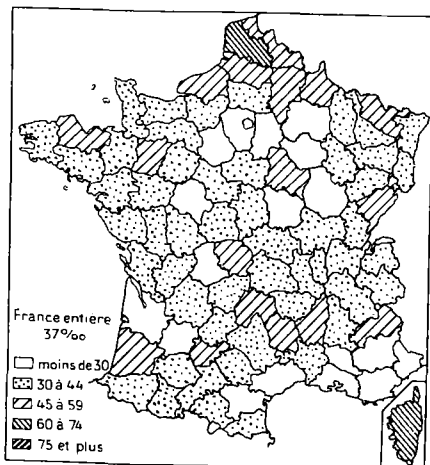 France entière
37‰
moins de 30
30 à 44
45 à 59
60 à 74
75 et plus